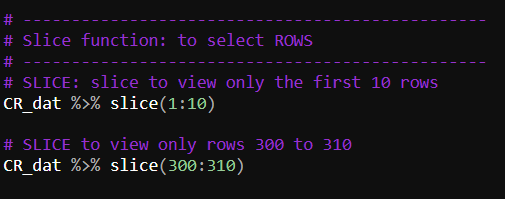 # ---------------------------------------------
# Slice function: to select ROWS
# ---------------------------------------------
# SLICE: slice to view only the first 10 rows
CR_dat %>% slice(1:10)
# SLICE to view only rows 300 to 310
CR_dat %>% slice(300:310)